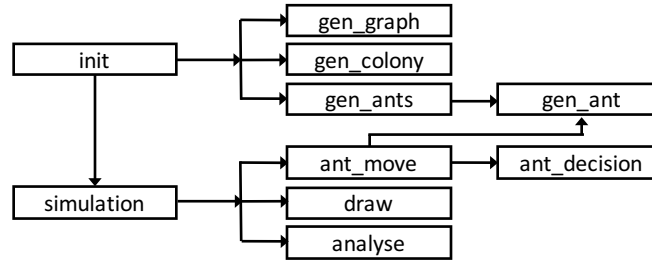 gen_graph
init
gen_colony
gen_ants
gen_ant
ant_move
ant_decision
simulation
draw
analyse